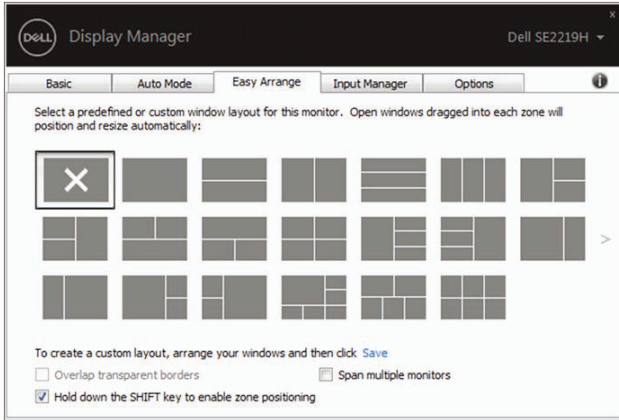 x
DELL Display Manager Dell SE2219H
Basic Auto Mode Easy Arrange Input Manager Options
Select a predefined or custom window layout for this monitor. Open windows dragged into each zone will
position and resize automatically:
To create a custom layout, arrange your windows and then click Save
Overlap transparent borders Span multiple monitors
Hold down the SHIFT key to enable zone positioning